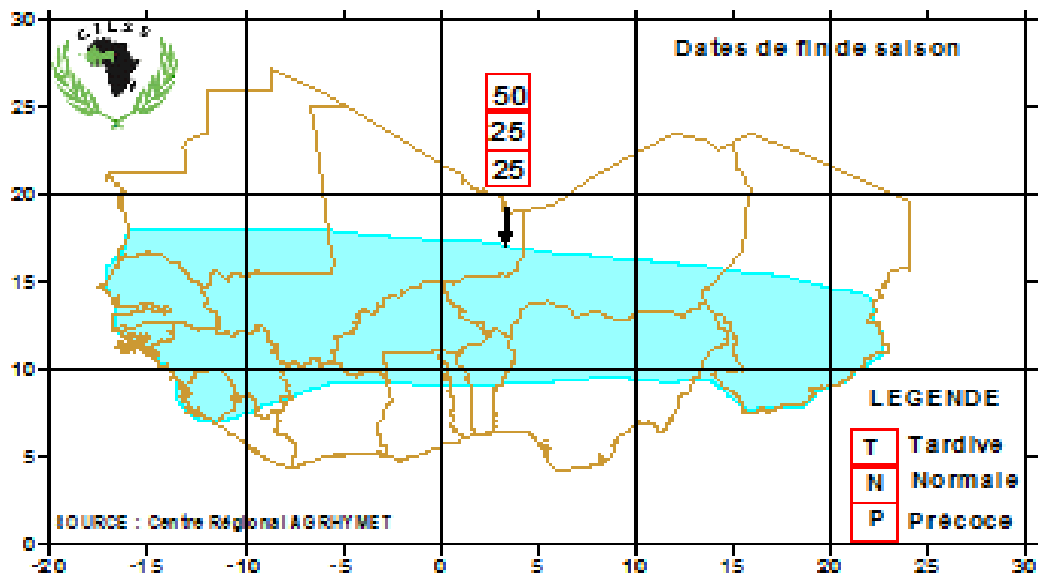 CILSS
Dates de fin de saison
50
25
25
30
25
20
15
10
5
0
LEGENDE
T Tardive
N Normale
P Précoce
SOURCE : Centre Régional AGRHYMET
-20 -15 -10 -5 0 5 10 15 20 25 30